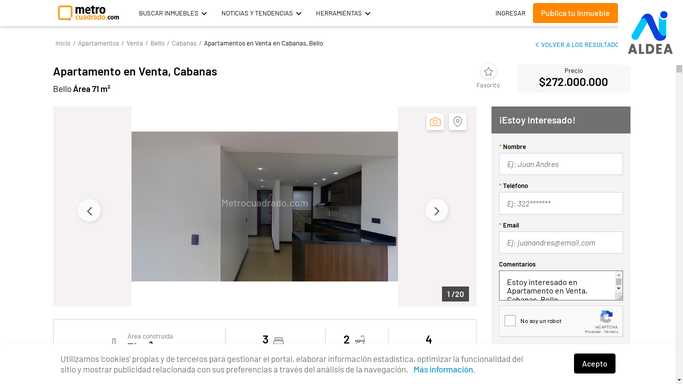 metro
cuadrado.com
BUSCAR INMUEBLES
NOTICIAS Y TENDENCIAS
HERRAMIENTAS
INGRESAR
Publica tu Inmueble
AI
ALDEA
Inicio / Apartamentos / Venta / Bello / Cabanas / Apartamentos en Venta en Cabanas, Bello
VOLVER A LOS RESULTADO
Apartamento en Venta, Cabanas
Bello Área 71 m²
Favorito
Precio
$272.000.000
¡Estoy Interesado!
* Nombre
Ej: Juan Andres
* Teléfono
Ej: 322*******
* Email
Ej: juanandres@email.com
Comentarios
Estoy interesado en
Apartamento en Venta,
Cabanas, Bello
No soy un robot
reCAPTCHA
Privacidad - Términos
Metrocuadrado.com
1 / 20
Area construida
3
2
4
Utilizamos 'cookies' propias y de terceros para gestionar el portal, elaborar información estadística, optimizar la funcionalidad del
sitio y mostrar publicidad relacionada con sus preferencias a través del análisis de la navegación. Más información.
Acepto